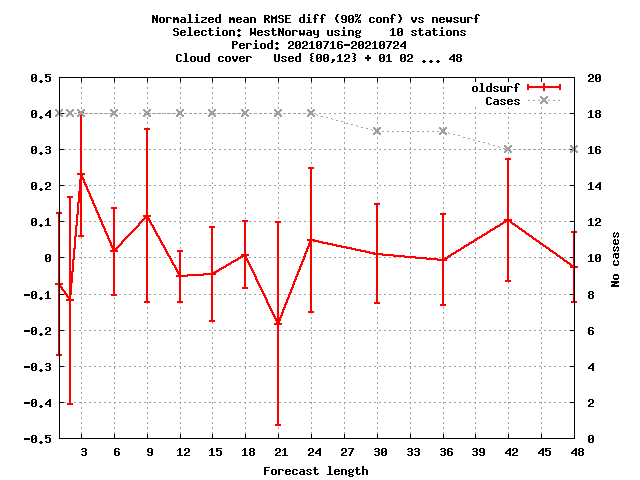 Normalized mean RMSE diff (90% conf) vs newsurf
Selection: WestNorway using    10 stations
Period: 20210716-20210724
Cloud cover   Used {00,12} + 01 02 ... 48
oldsurf
Cases
0.5
0.4
0.3
0.2
0.1
0
-0.1
-0.2
-0.3
-0.4
-0.5
20
18
16
14
12
10
8
6
4
2
0
No cases
3 6 9 12 15 18 21 24 27 30 33 36 39 42 45 48
Forecast length